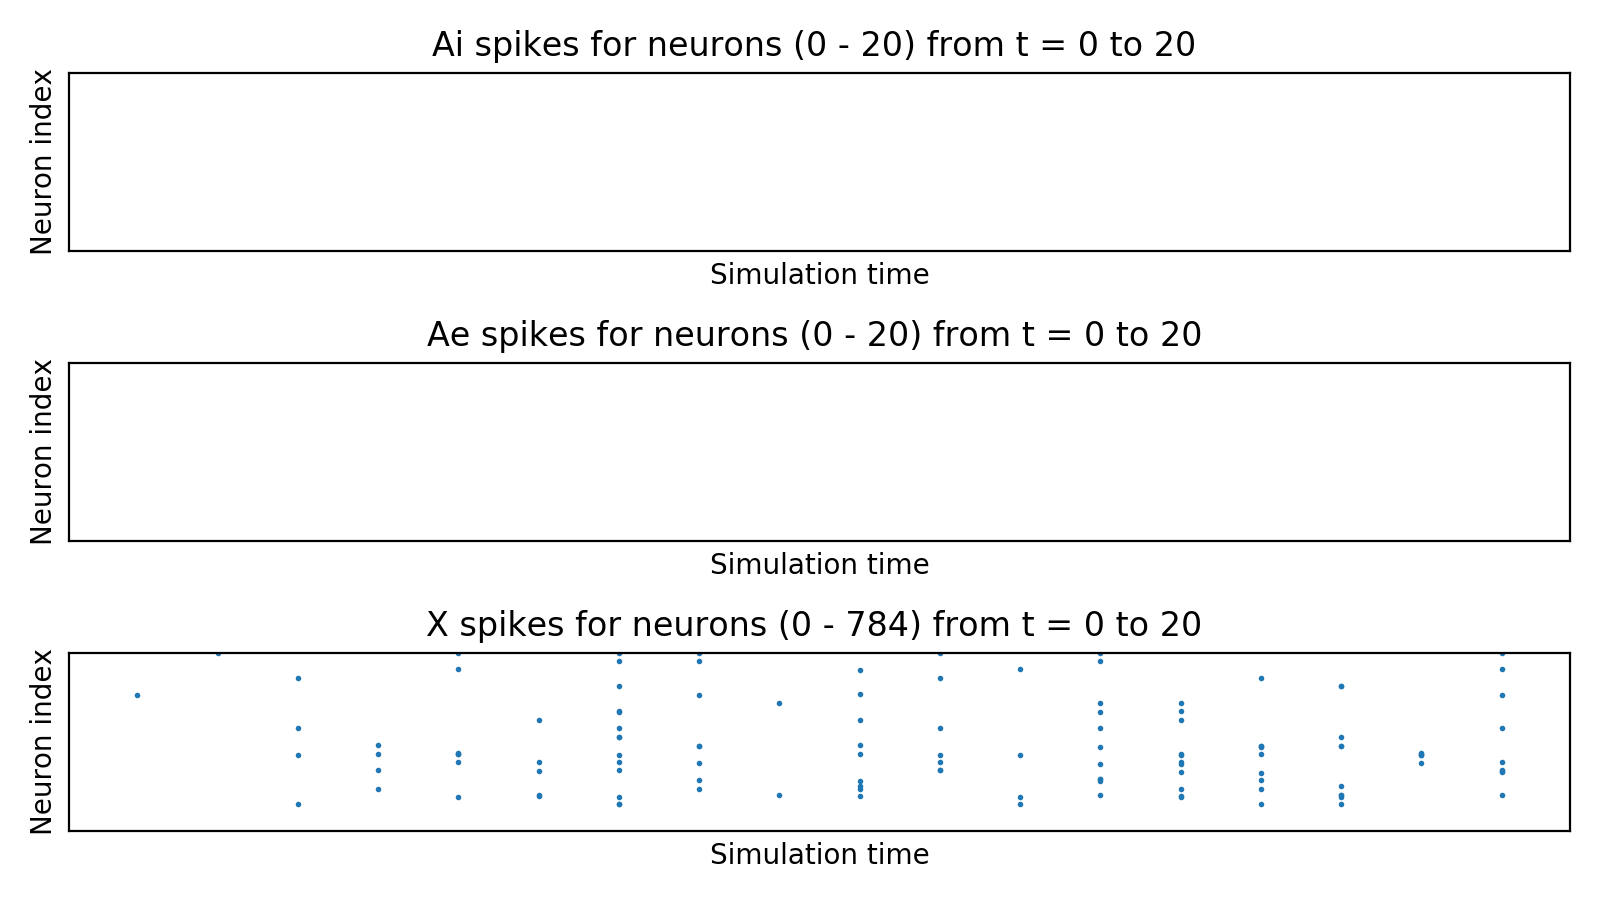 Ai spikes for neurons (0 - 20) from t = 0 to 20
Neuron index
Simulation time
Ae spikes for neurons (0 - 20) from t = 0 to 20
Neuron index
Simulation time
X spikes for neurons (0 - 784) from t = 0 to 20
Neuron index
Simulation time